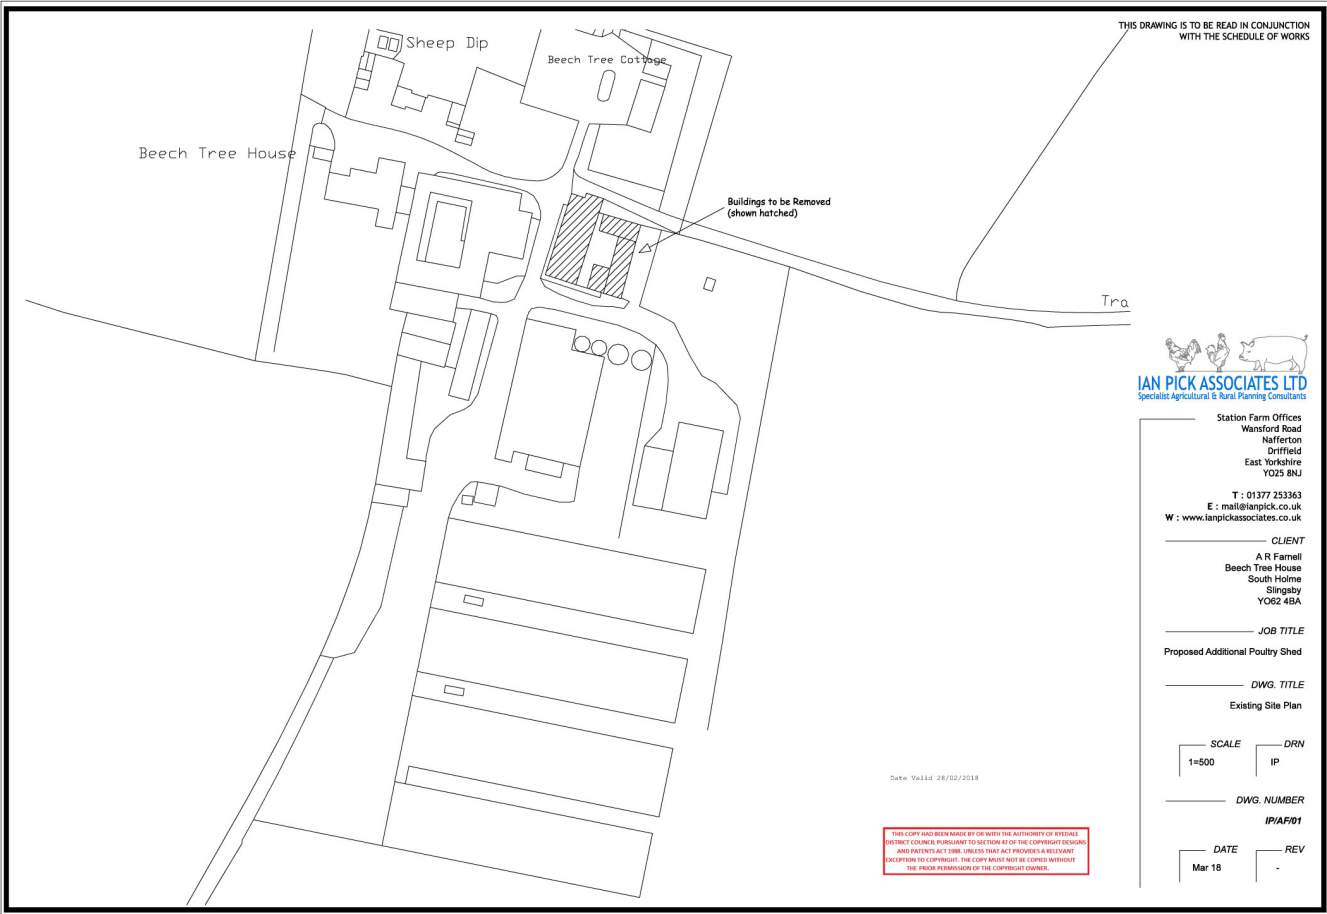 THIS DRAWING IS TO BE READ IN CONJUNCTION
WITH THE SCHEDULE OF WORKS
Sheep Dip
Beech Tree Cottage
Beech Tree House
Buildings to be Removed
(shown hatched)
Tra
IAN PICK ASSOCIATES LTD
Specialist Agricultural & Rural Planning Consultants
Station Farm Offices
Wansford Road
Nafferton
Driffield
East Yorkshire
YO25 8NJ
T : 01377 253363
E : mail@ianpick.co.uk
W : www.ianpickassociates.co.uk
CLIENT
A R Farnell
Beech Tree House
South Holme
Slingsby
YO62 4BA
JOB TITLE
Proposed Additional Poultry Shed
DWG. TITLE
Existing Site Plan
SCALE
DRN
1=500
IP
DWG. NUMBER
IP/AF/01
DATE
REV
Mar 18
-
Date Valid 28/02/2018
THIS COPY HAD BEEN MADE BY OR WITH THE AUTHORITY OF RYEDALE
DISTRICT COUNCIL PURSUANT TO SECTION 47 OF THE COPYRIGHT DESIGNS
AND PATENTS ACT 1988. UNLESS THAT ACT PROVIDES A RELEVANT
EXCEPTION TO COPYRIGHT, THE COPY MUST NOT BE COPIED WITHOUT
THE PRIOR PERMISSION OF THE COPYRIGHT OWNER.